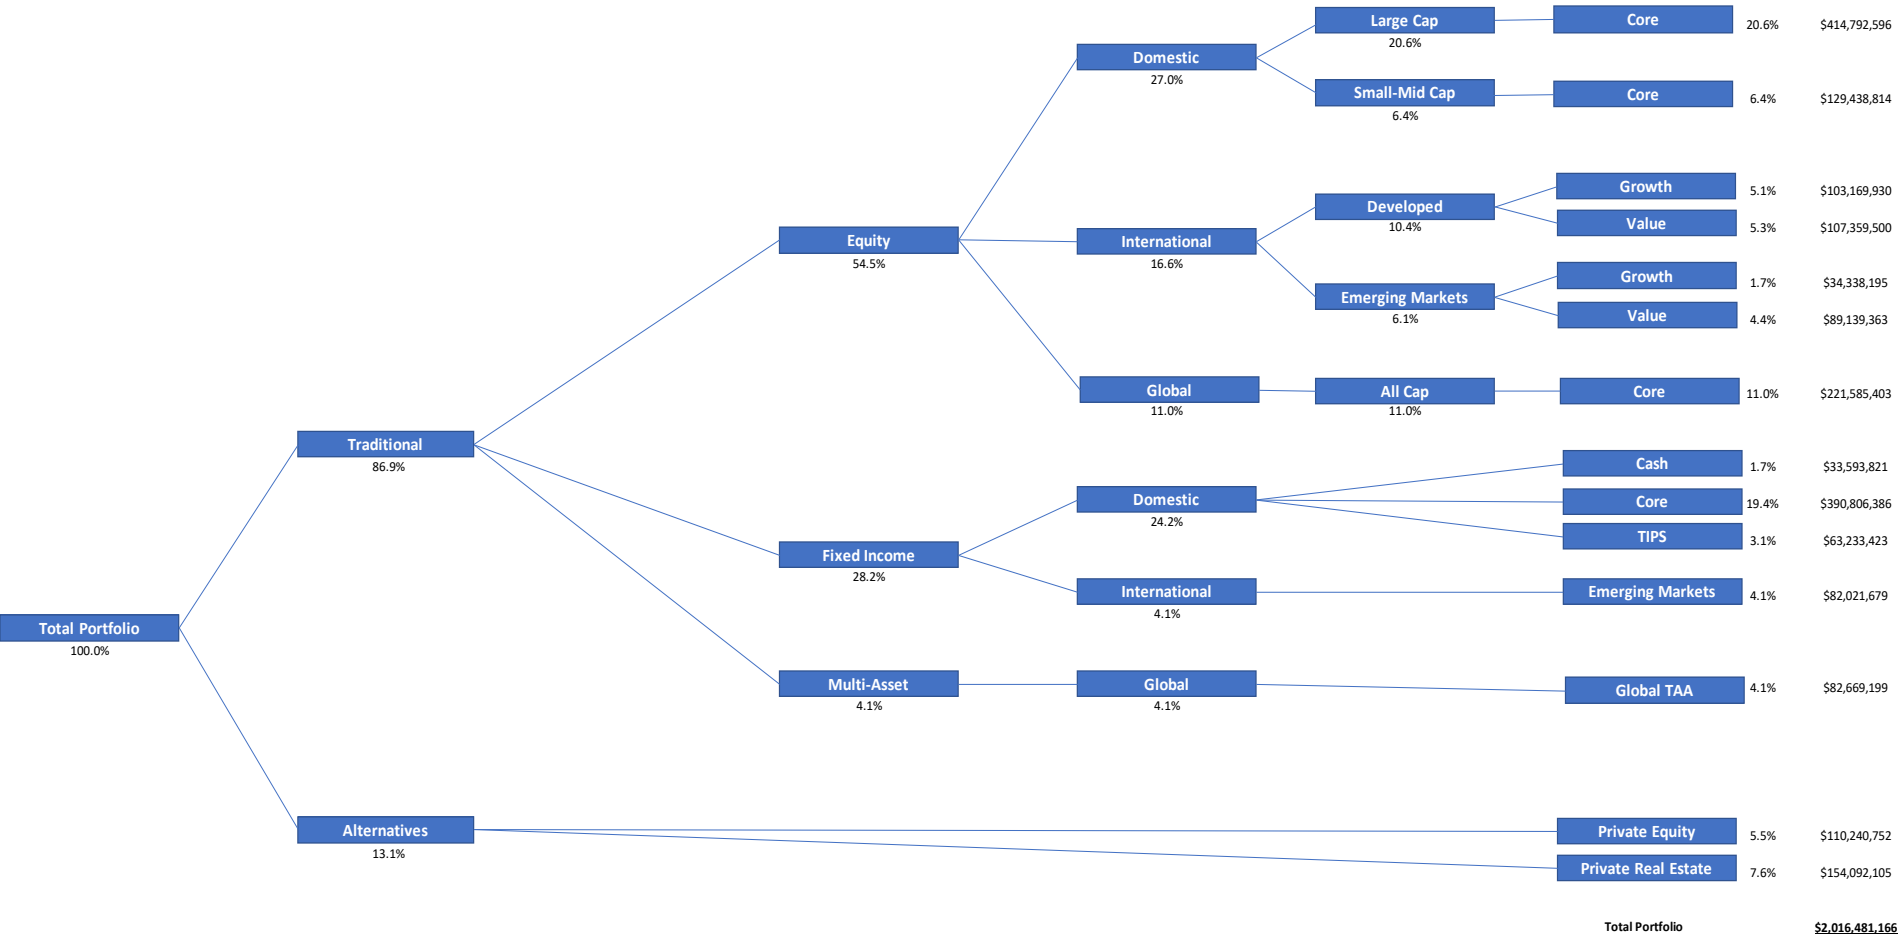 Large Cap
20.6%
Core
20.6%
$414,792,596
Domestic
27.0%
Small-Mid Cap
6.4%
Core
6.4%
$129,438,814
Growth
5.1%
$103,169,930
Developed
10.4%
Value
5.3%
$107,359,500
Equity
54.5%
International
16.6%
Growth
1.7%
$34,338,195
Emerging Markets
6.1%
Value
4.4%
$89,139,363
Global
11.0%
All Cap
11.0%
Core
11.0%
$221,585,403
Traditional
86.9%
Cash
1.7%
$33,593,821
Domestic
24.2%
Core
19.4%
$390,806,386
TIPS
3.1%
$63,233,423
Fixed Income
28.2%
International
4.1%
Emerging Markets
4.1%
$82,021,679
Total Portfolio
100.0%
Multi-Asset
4.1%
Global
4.1%
Global TAA
4.1%
$82,669,199
Alternatives
13.1%
Private Equity
5.5%
$110,240,752
Private Real Estate
7.6%
$154,092,105
Total Portfolio
$2,016,481,166